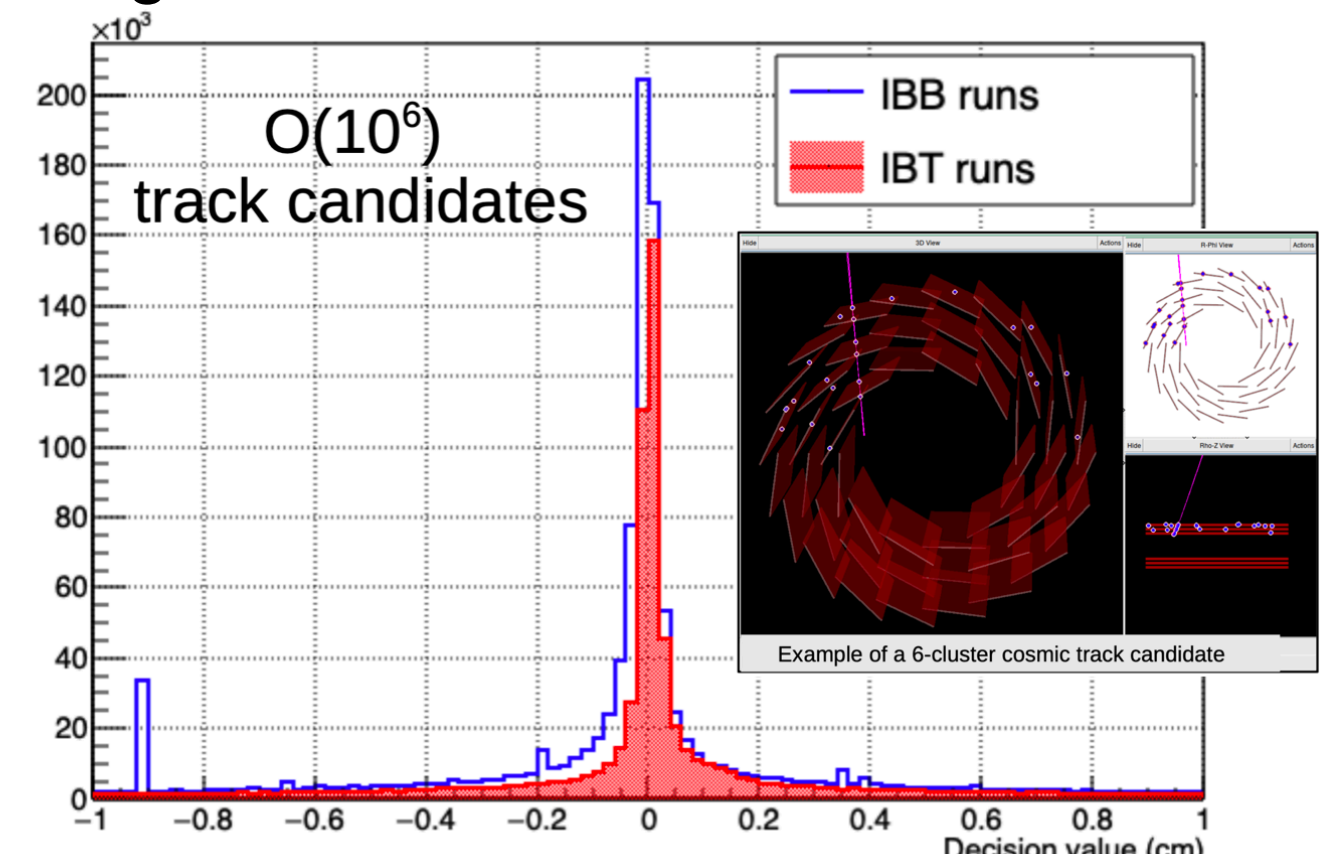 ×10³
200
180
160
140
120
100
80
60
40
20
0
−1
−0.8
−0.6
−0.4
−0.2
0
0.2
0.4
0.6
0.8
1
Decision value (cm)
O(10⁶)
track candidates
IBB runs
IBT runs
Hide
3D View
Actions
Hide
R-Phi View
Actions
Hide
Rho-Z View
Actions
Example of a 6-cluster cosmic track candidate